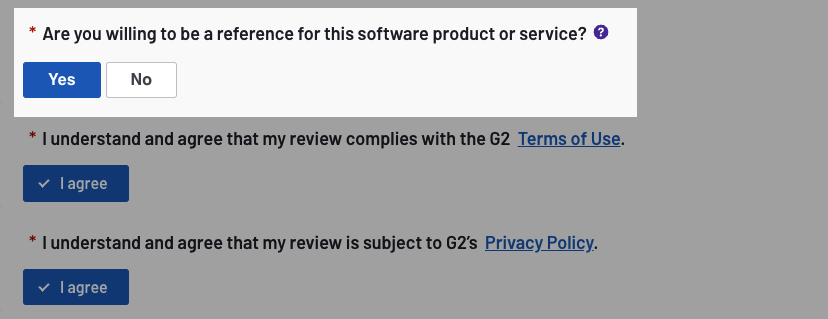 * Are you willing to be a reference for this software product or service? ?
Yes No
* I understand and agree that my review complies with the G2 Terms of Use.
✓ I agree
* I understand and agree that my review is subject to G2’s Privacy Policy.
✓ I agree